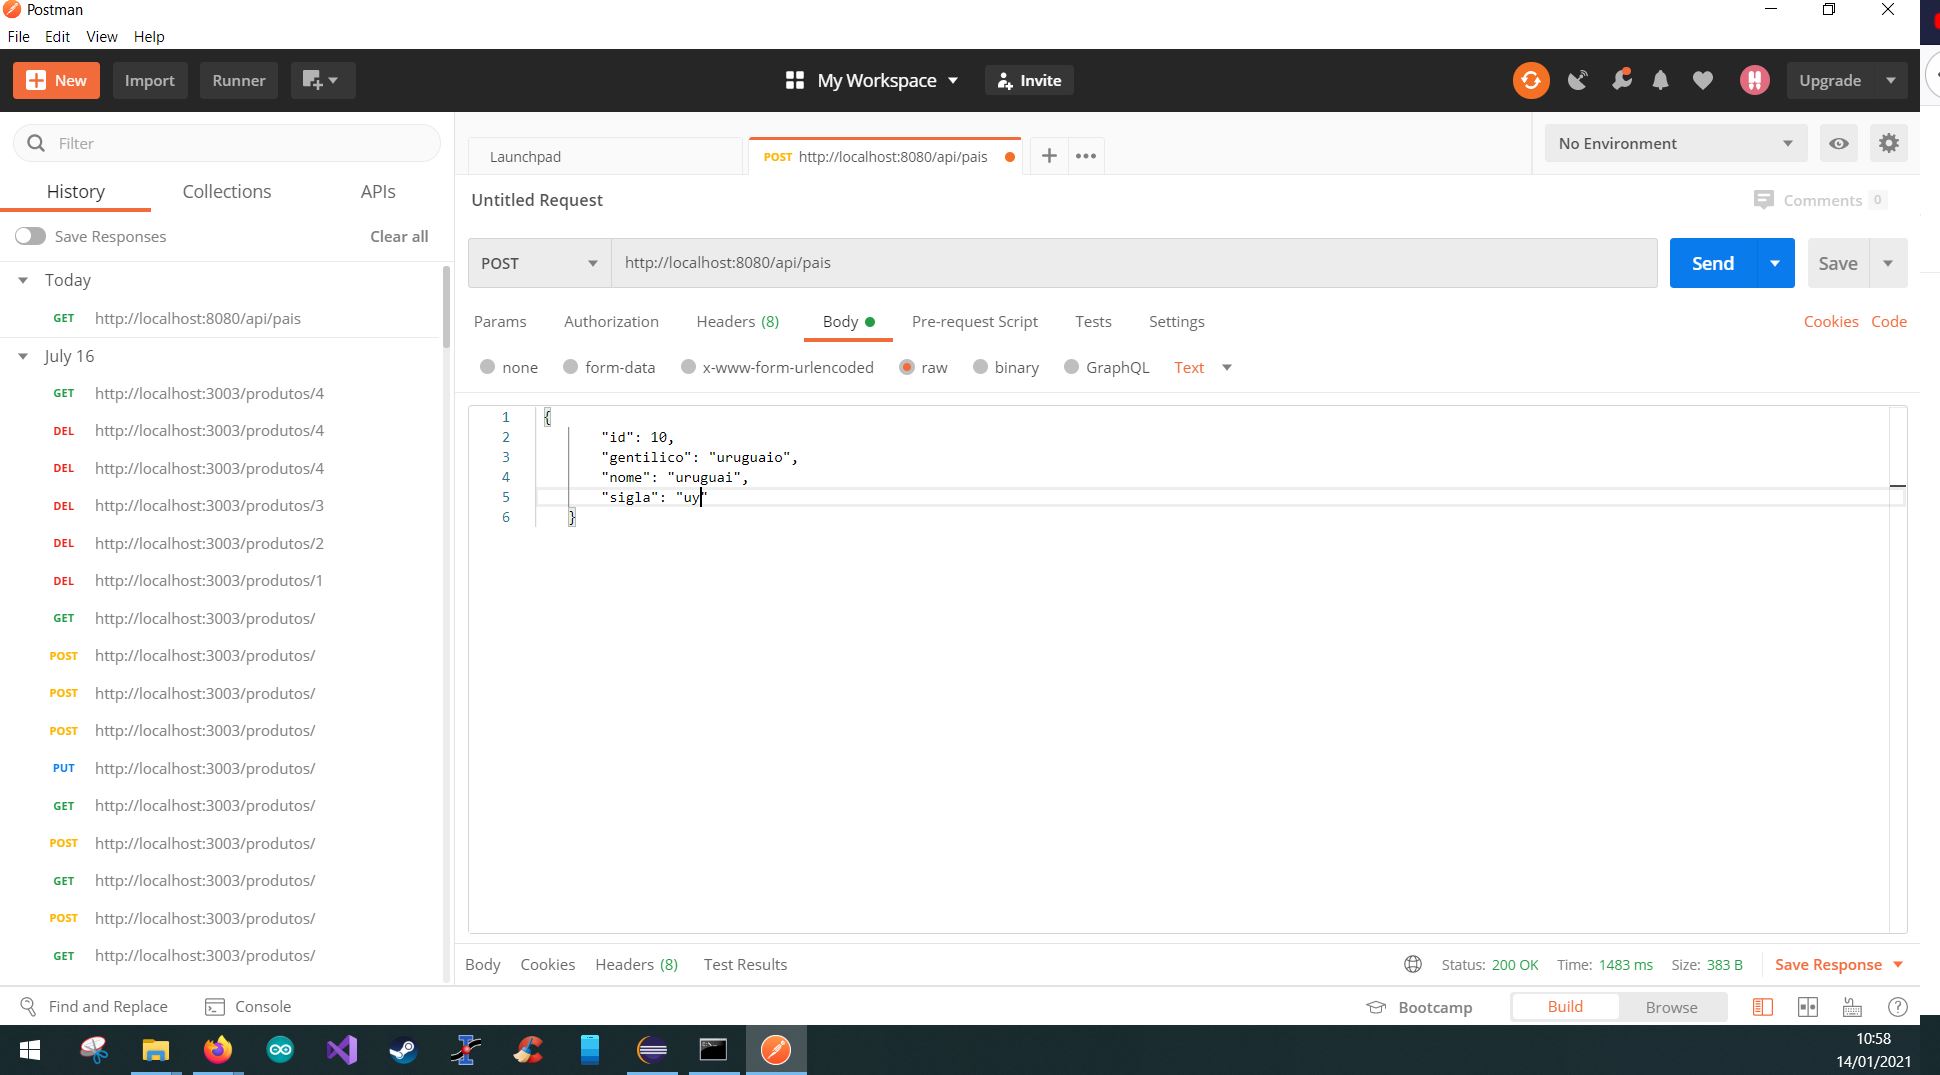 Postman
File Edit View Help
New Import Runner My Workspace Invite Upgrade
Filter
History Collections APIs
Save Responses Clear all
Today
GET http://localhost:8080/api/pais
July 16
GET http://localhost:3003/produtos/4
DEL http://localhost:3003/produtos/4
DEL http://localhost:3003/produtos/4
DEL http://localhost:3003/produtos/3
DEL http://localhost:3003/produtos/2
DEL http://localhost:3003/produtos/1
GET http://localhost:3003/produtos/
POST http://localhost:3003/produtos/
POST http://localhost:3003/produtos/
POST http://localhost:3003/produtos/
PUT http://localhost:3003/produtos/
GET http://localhost:3003/produtos/
POST http://localhost:3003/produtos/
GET http://localhost:3003/produtos/
POST http://localhost:3003/produtos/
GET http://localhost:3003/produtos/
Launchpad POST http://localhost:8080/api/pais No Environment
Untitled Request Comments 0
POST http://localhost:8080/api/pais Send Save
Params Authorization Headers (8) Body Pre-request Script Tests Settings Cookies Code
none form-data x-www-form-urlencoded raw binary GraphQL Text
1 {
2 "id": 10,
3 "gentilico": "uruguaio",
4 "nome": "uruguai",
5 "sigla": "uy"
6 }
Body Cookies Headers (8) Test Results Status: 200 OK Time: 1483 ms Size: 383 B Save Response
Find and Replace Console Bootcamp Build Browse
10:58
14/01/2021